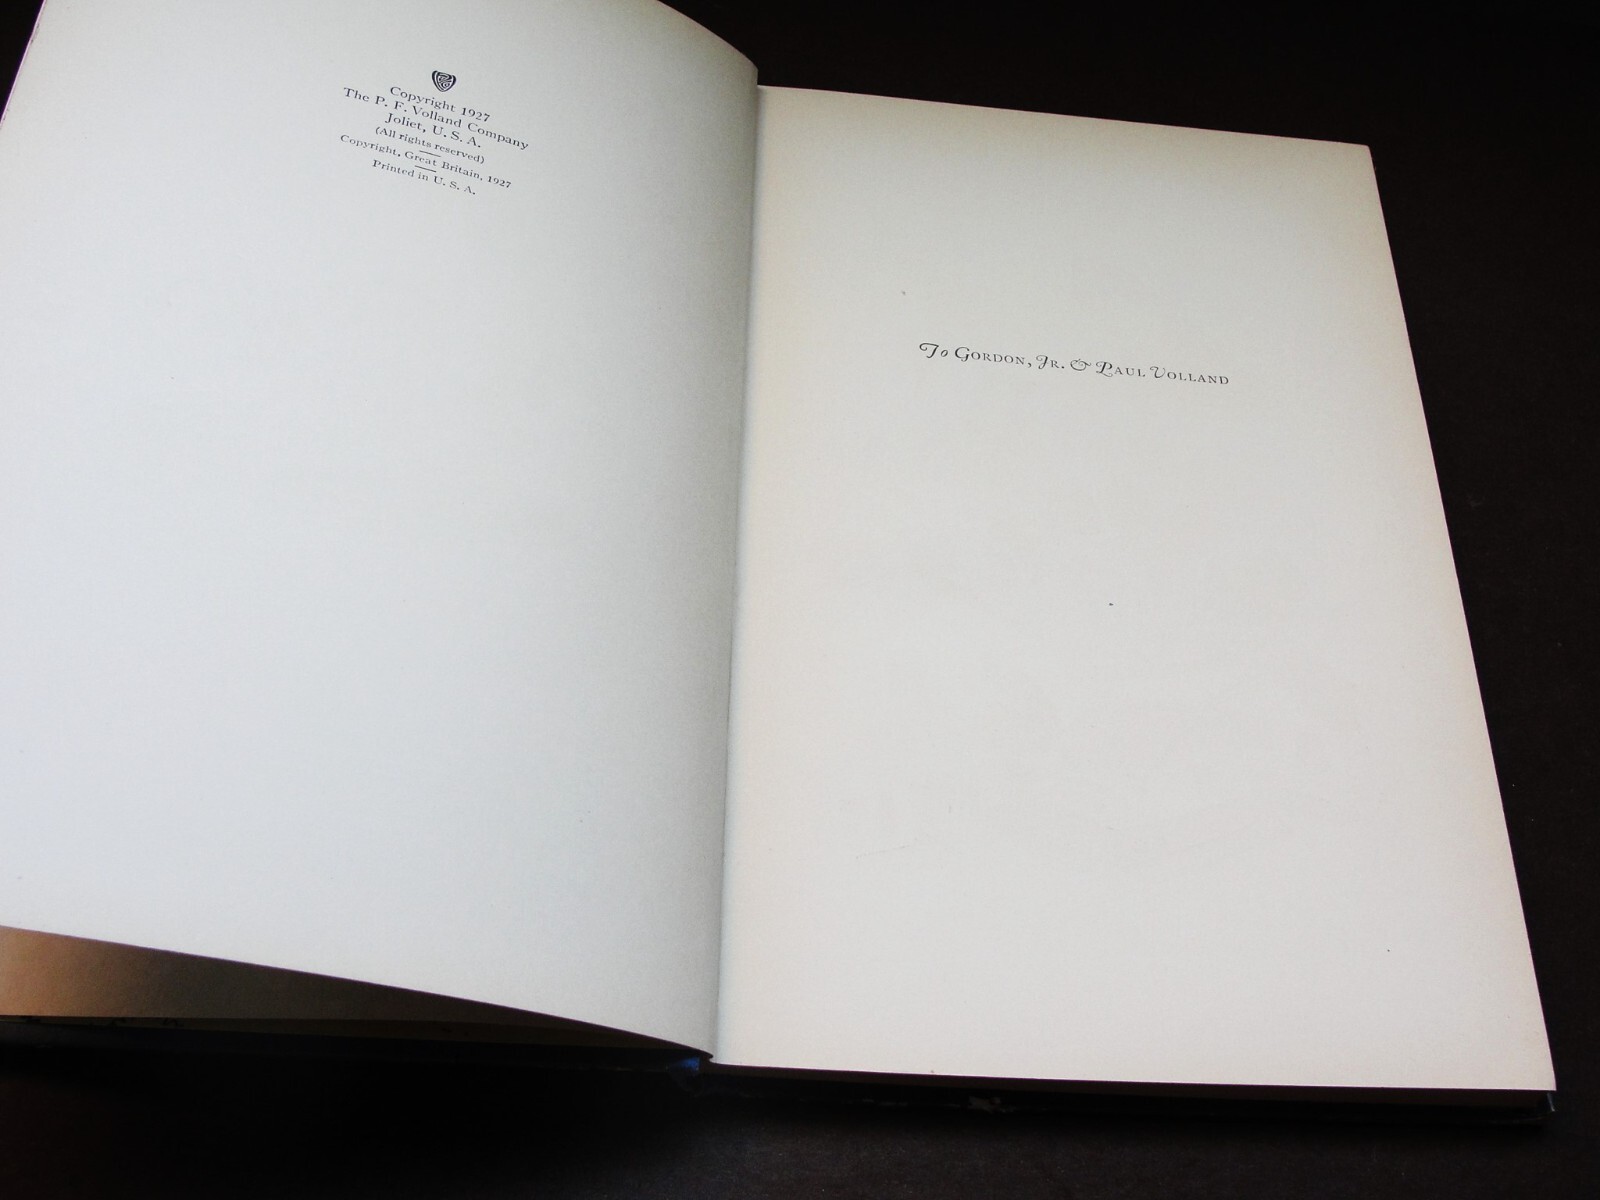 Copyright 1927
The P. F. Volland Company
Joliet, U. S. A.
(All rights reserved)
Copyright, Great Britain, 1927
Printed in U. S. A.
To Gordon, Jr. & Paul Volland